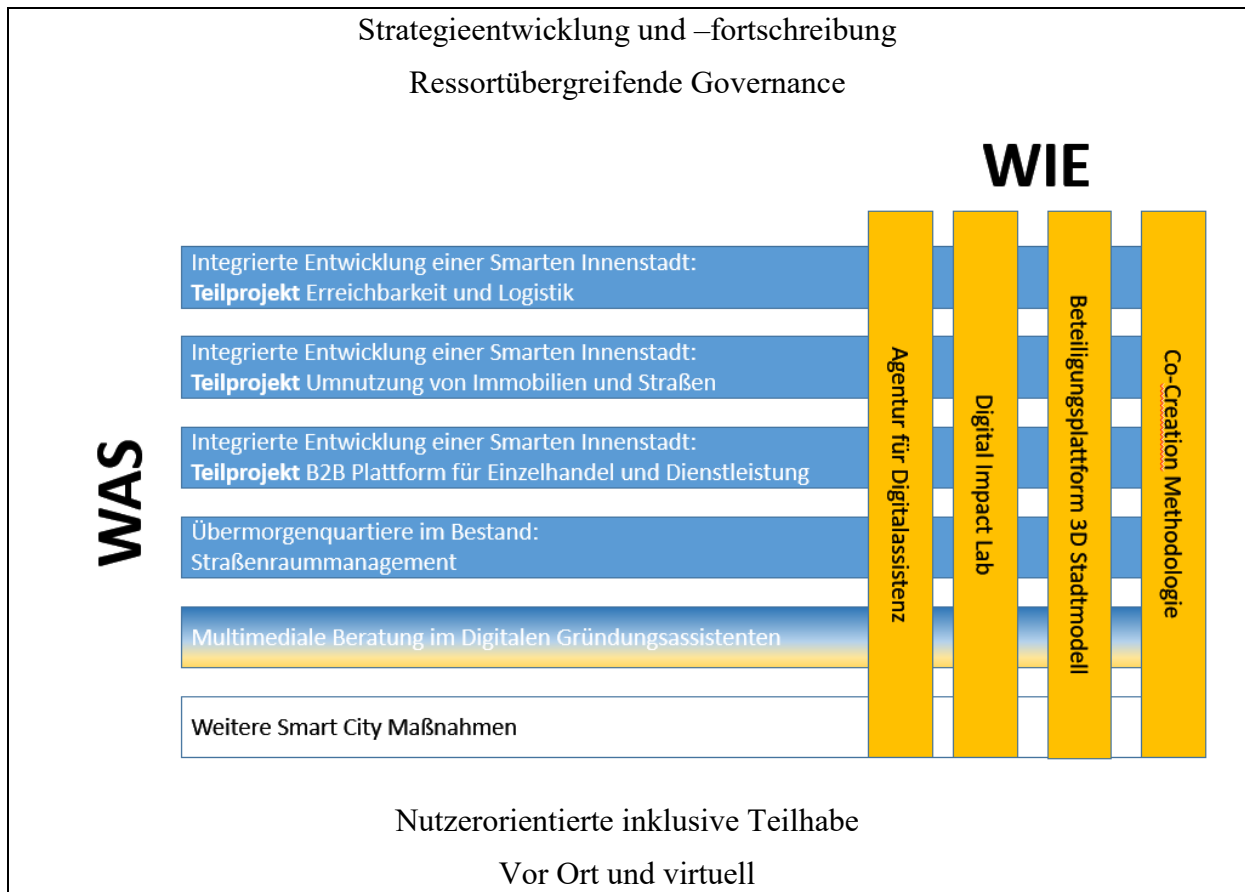 Strategieentwicklung und –fortschreibung
Ressortübergreifende Governance
WIE
WAS
Integrierte Entwicklung einer Smarten Innenstadt:
Teilprojekt Erreichbarkeit und Logistik
Integrierte Entwicklung einer Smarten Innenstadt:
Teilprojekt Umnutzung von Immobilien und Straßen
Integrierte Entwicklung einer Smarten Innenstadt:
Teilprojekt B2B Plattform für Einzelhandel und Dienstleistung
Übermorgenquartiere im Bestand:
Straßenraummanagement
Multimediale Beratung im Digitalen Gründungsassistenten
Weitere Smart City Maßnahmen
Agentur für Digitalassistenz
Digital Impact Lab
Beteiligungsplattform 3D Stadtmodell
Co-Creation Methodologie
Nutzerorientierte inklusive Teilhabe
Vor Ort und virtuell